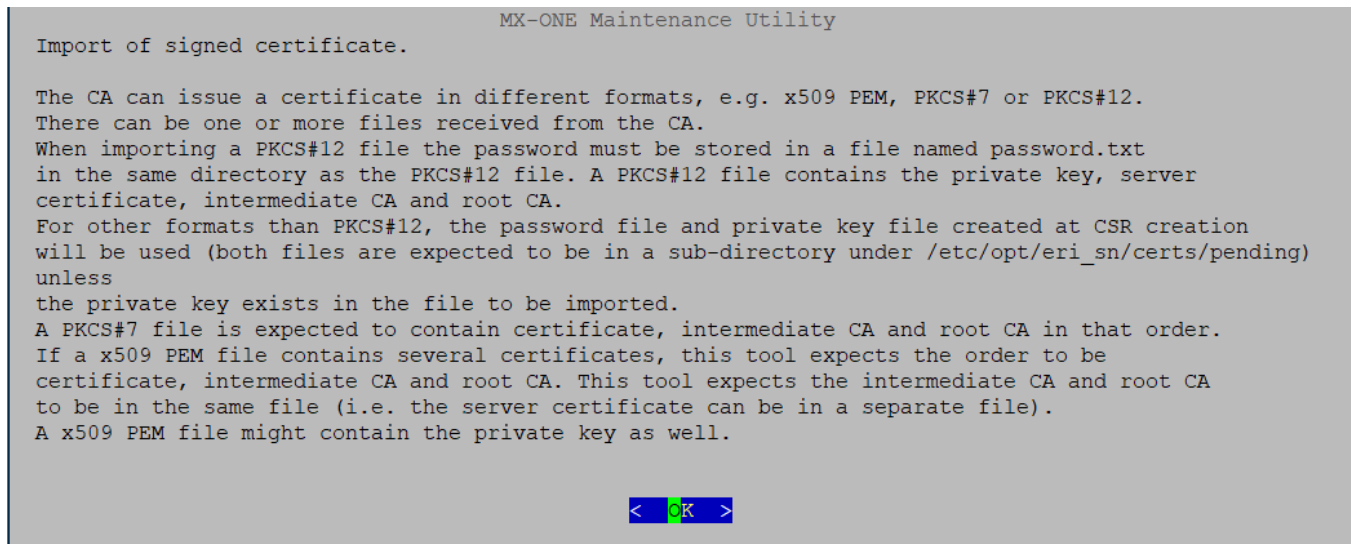 MX-ONE Maintenance Utility
Import of signed certificate.
The CA can issue a certificate in different formats, e.g. x509 PEM, PKCS#7 or PKCS#12.
There can be one or more files received from the CA.
When importing a PKCS#12 file the password must be stored in a file named password.txt
in the same directory as the PKCS#12 file. A PKCS#12 file contains the private key, server
certificate, intermediate CA and root CA.
For other formats than PKCS#12, the password file and private key file created at CSR creation
will be used (both files are expected to be in a sub-directory under /etc/opt/eri_sn/certs/pending)
unless
the private key exists in the file to be imported.
A PKCS#7 file is expected to contain certificate, intermediate CA and root CA in that order.
If a x509 PEM file contains several certificates, this tool expects the order to be
certificate, intermediate CA and root CA. This tool expects the intermediate CA and root CA
to be in the same file (i.e. the server certificate can be in a separate file).
A x509 PEM file might contain the private key as well.
< OK >